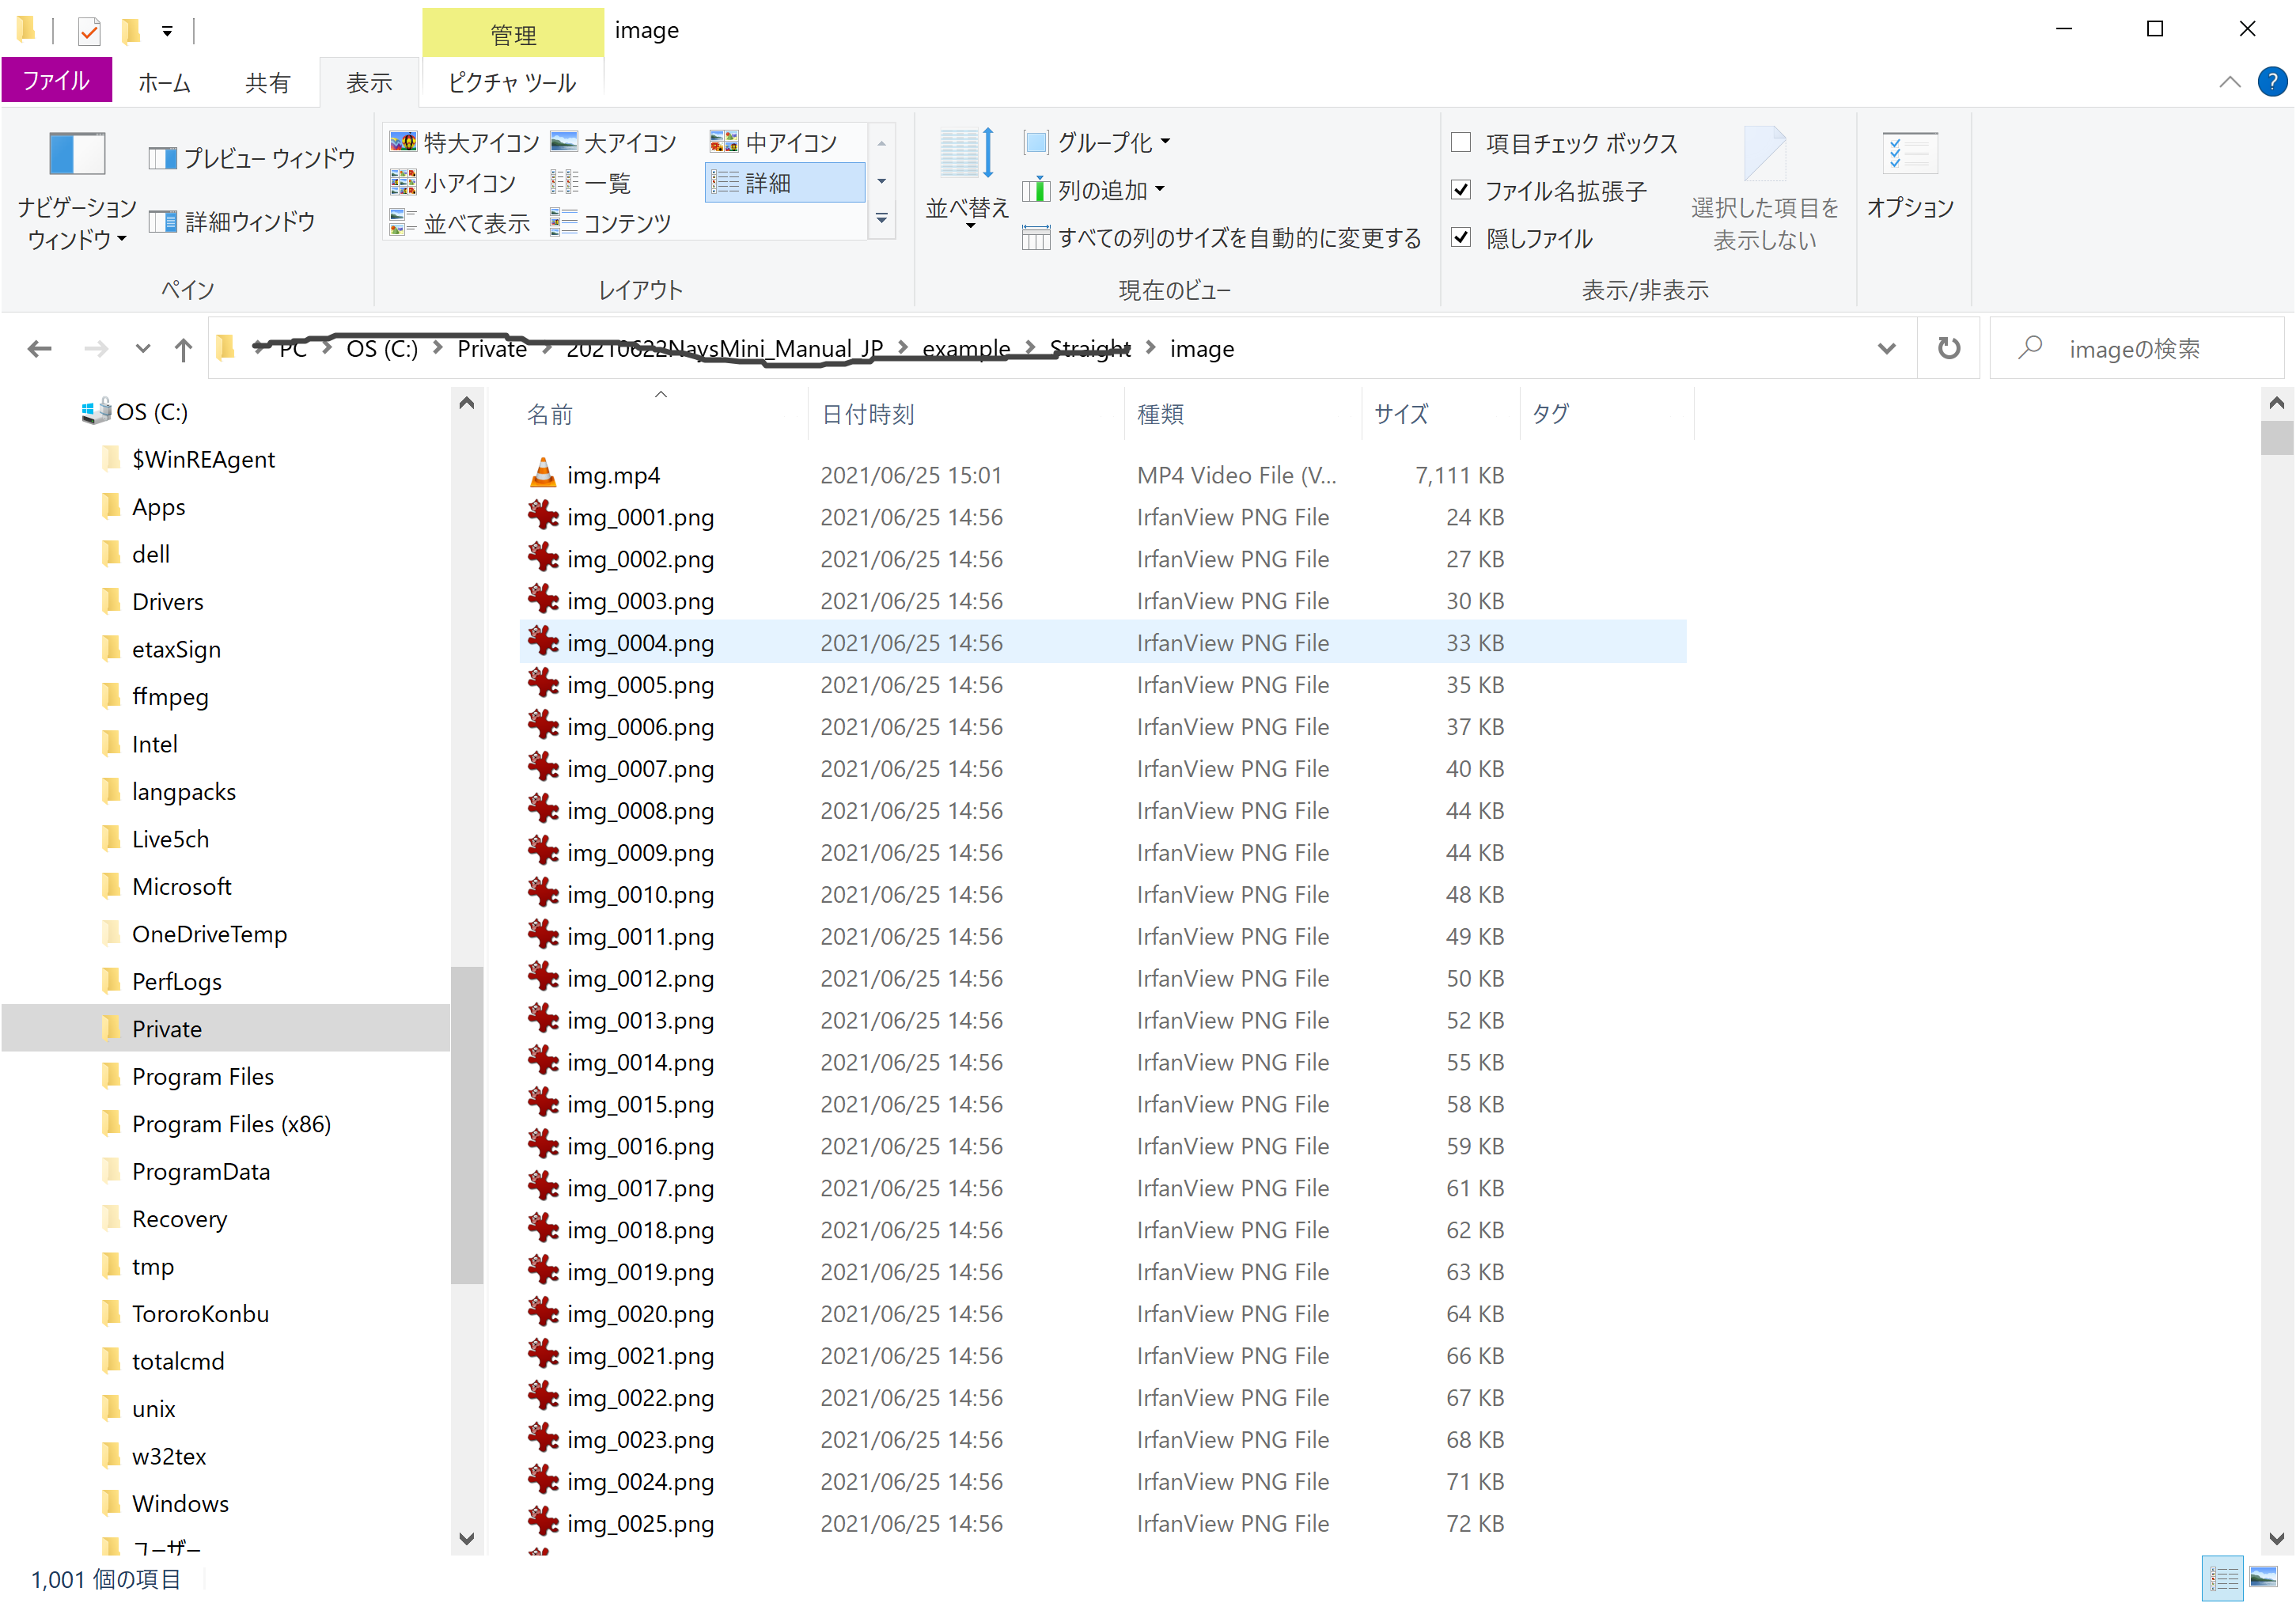 管理 image
ファイル ホーム 共有 表示 ピクチャ ツール
ナビゲーション ウィンドウ
プレビュー ウィンドウ
詳細ウィンドウ
ペイン
特大アイコン 大アイコン 中アイコン
小アイコン 一覧 詳細
並べて表示 コンテンツ
レイアウト
並べ替え
グループ化
列の追加
すべての列のサイズを自動的に変更する
現在のビュー
項目チェック ボックス
ファイル名拡張子
隠しファイル
選択した項目を
表示しない
表示/非表示
オプション
PC OS (C:) Private 20210622NaysMini_Manual_JP example Straight image
imageの検索
OS (C:)
$WinREAgent
Apps
dell
Drivers
etaxSign
ffmpeg
Intel
langpacks
Live5ch
Microsoft
OneDriveTemp
PerfLogs
Private
Program Files
Program Files (x86)
ProgramData
Recovery
tmp
TororoKonbu
totalcmd
unix
w32tex
Windows
ユーザー
名前 日付時刻 種類 サイズ タグ
img.mp4 2021/06/25 15:01 MP4 Video File (V... 7,111 KB
img_0001.png 2021/06/25 14:56 IrfanView PNG File 24 KB
img_0002.png 2021/06/25 14:56 IrfanView PNG File 27 KB
img_0003.png 2021/06/25 14:56 IrfanView PNG File 30 KB
img_0004.png 2021/06/25 14:56 IrfanView PNG File 33 KB
img_0005.png 2021/06/25 14:56 IrfanView PNG File 35 KB
img_0006.png 2021/06/25 14:56 IrfanView PNG File 37 KB
img_0007.png 2021/06/25 14:56 IrfanView PNG File 40 KB
img_0008.png 2021/06/25 14:56 IrfanView PNG File 44 KB
img_0009.png 2021/06/25 14:56 IrfanView PNG File 44 KB
img_0010.png 2021/06/25 14:56 IrfanView PNG File 48 KB
img_0011.png 2021/06/25 14:56 IrfanView PNG File 49 KB
img_0012.png 2021/06/25 14:56 IrfanView PNG File 50 KB
img_0013.png 2021/06/25 14:56 IrfanView PNG File 52 KB
img_0014.png 2021/06/25 14:56 IrfanView PNG File 55 KB
img_0015.png 2021/06/25 14:56 IrfanView PNG File 58 KB
img_0016.png 2021/06/25 14:56 IrfanView PNG File 59 KB
img_0017.png 2021/06/25 14:56 IrfanView PNG File 61 KB
img_0018.png 2021/06/25 14:56 IrfanView PNG File 62 KB
img_0019.png 2021/06/25 14:56 IrfanView PNG File 63 KB
img_0020.png 2021/06/25 14:56 IrfanView PNG File 64 KB
img_0021.png 2021/06/25 14:56 IrfanView PNG File 66 KB
img_0022.png 2021/06/25 14:56 IrfanView PNG File 67 KB
img_0023.png 2021/06/25 14:56 IrfanView PNG File 68 KB
img_0024.png 2021/06/25 14:56 IrfanView PNG File 71 KB
img_0025.png 2021/06/25 14:56 IrfanView PNG File 72 KB
1,001 個の項目